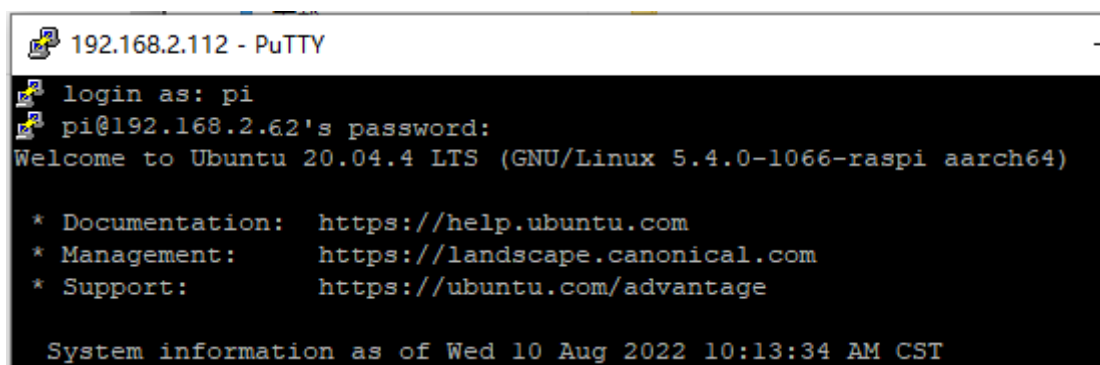 192.168.2.112 - PuTTY
login as: pi
pi@192.168.2.62's password:
Welcome to Ubuntu 20.04.4 LTS (GNU/Linux 5.4.0-1066-raspi aarch64)
* Documentation: https://help.ubuntu.com
* Management: https://landscape.canonical.com
* Support: https://ubuntu.com/advantage
System information as of Wed 10 Aug 2022 10:13:34 AM CST